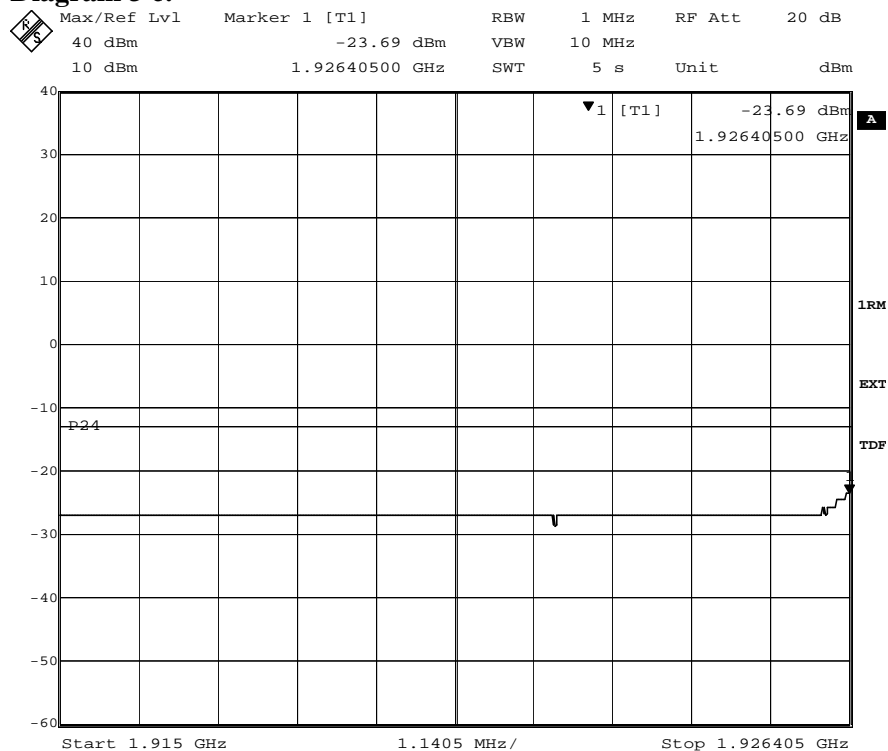 Max/Ref Lvl Marker 1 [T1] RBW 1 MHz RF Att 20 dB
40 dBm -23.69 dBm VBW 10 MHz
10 dBm 1.92640500 GHz SWT 5 s Unit dBm
40
1 [T1] -23.69 dBm
A
1.92640500 GHz
30
20
10
1RM
0
EXT
-10
P24
TDF
-20
-30
-40
-50
-60
Start 1.915 GHz 1.1405 MHz/ Stop 1.926405 GHz
R S